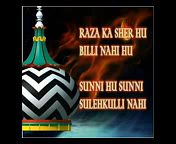 RAZA KA SHER HU
BILLI NAHI HU
SUNNI HU SUNNI
SULEHKULLI NAHI